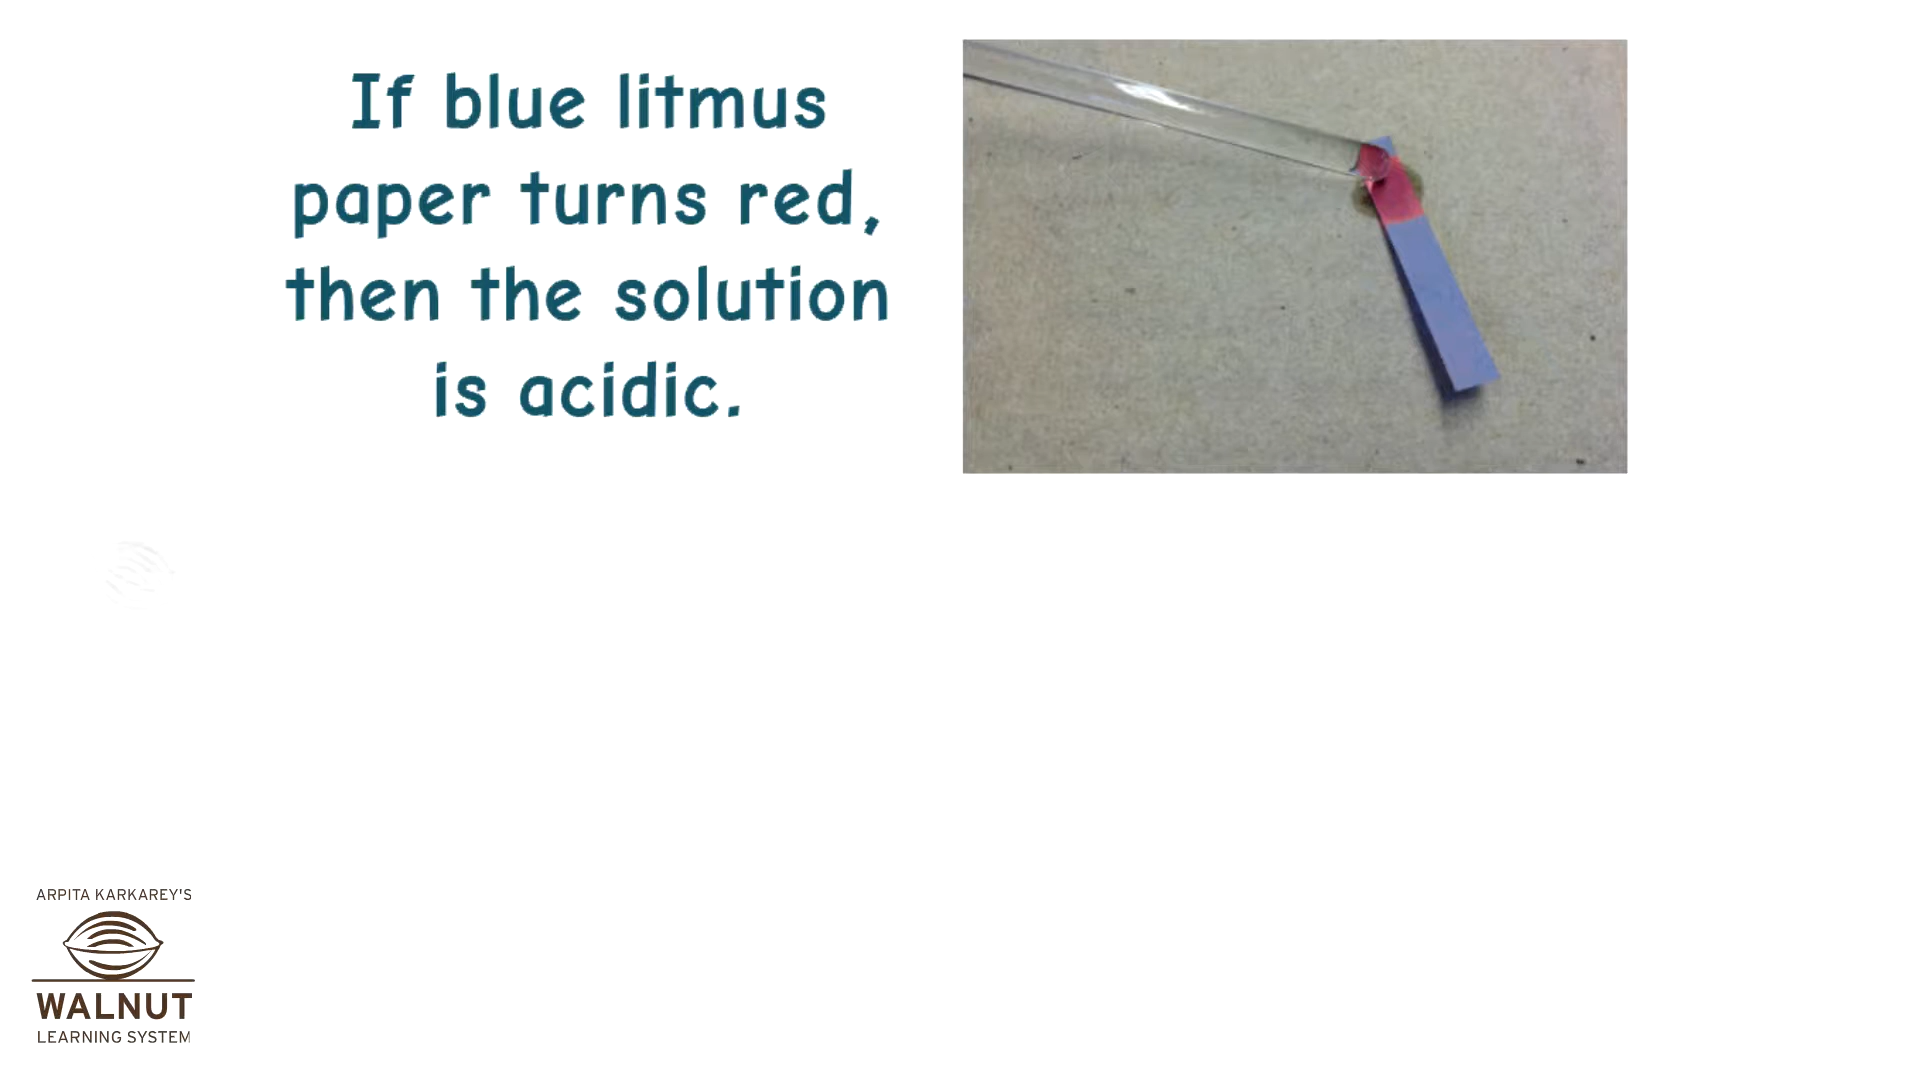 If blue litmus
paper turns red,
then the solution
is acidic.
ARPITA KARKAREY'S
WALNUT
LEARNING SYSTEM